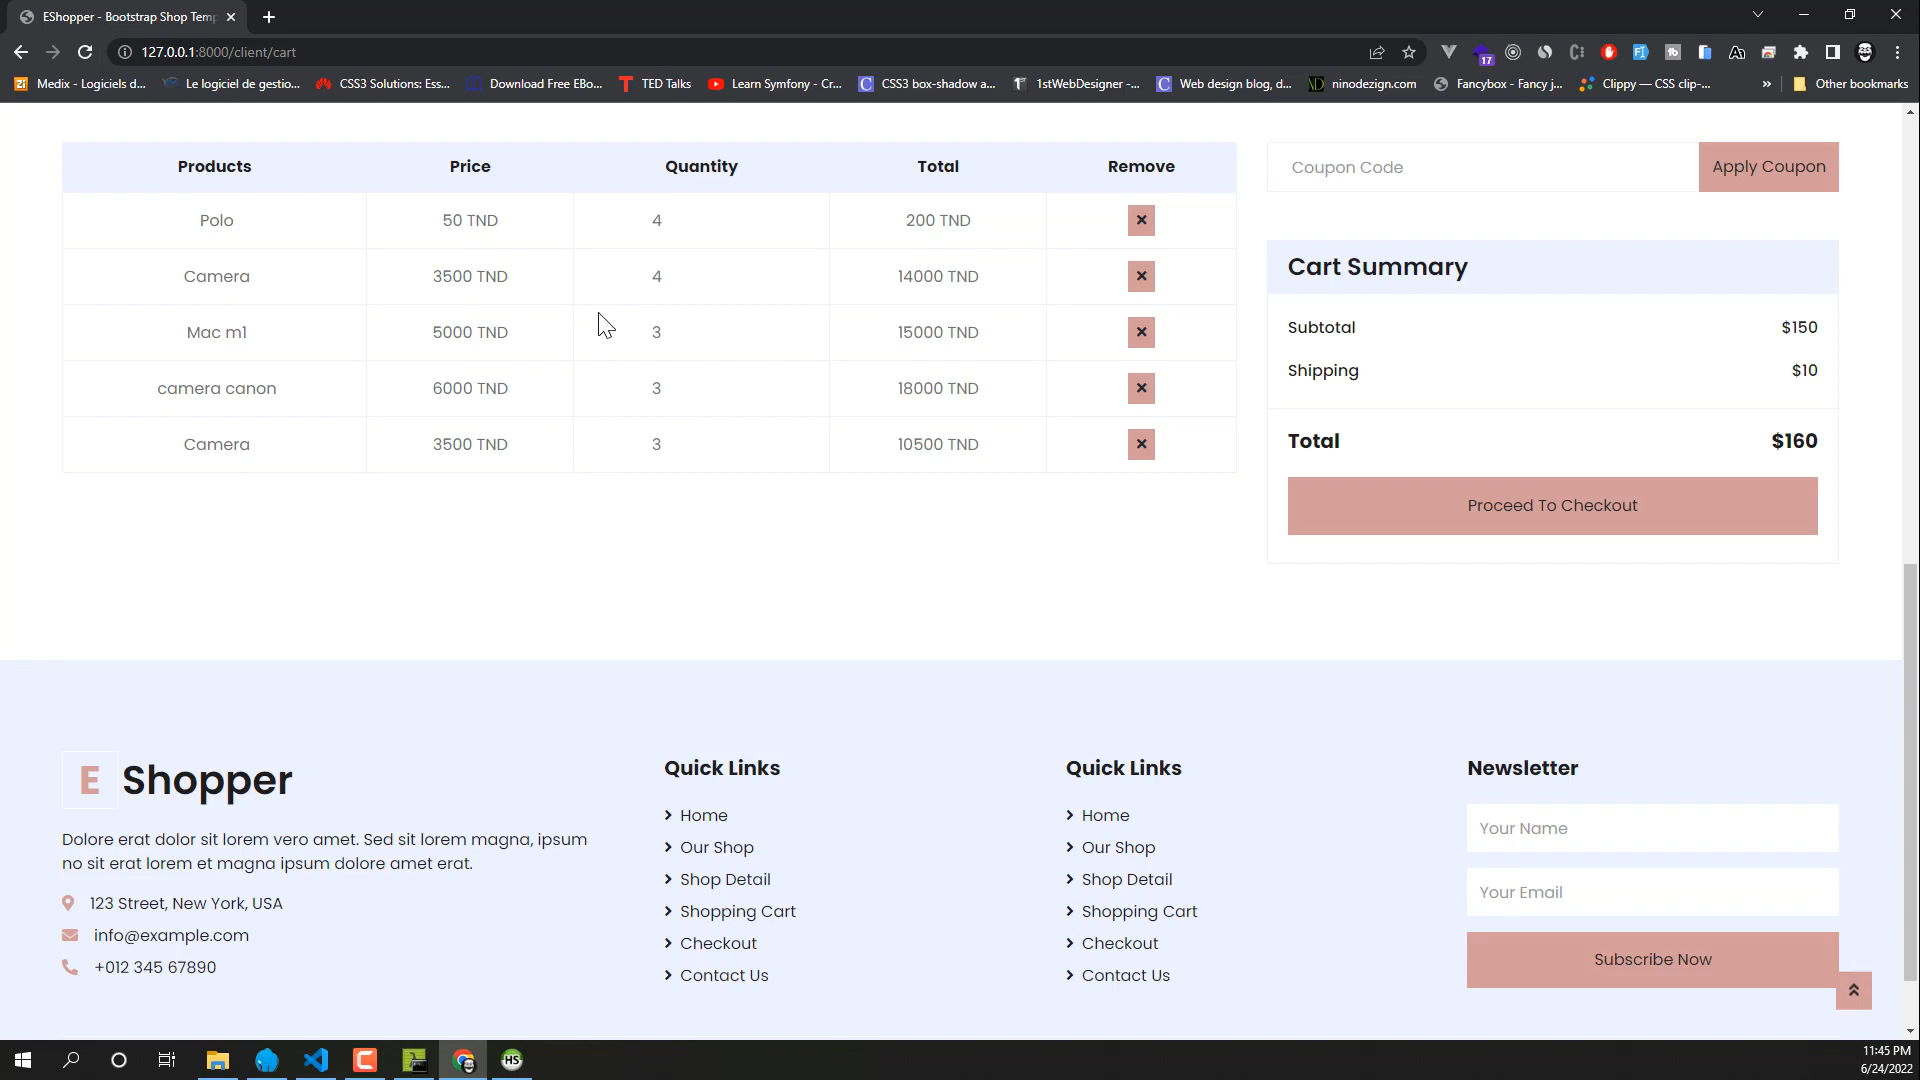 EShopper - Bootstrap Shop Temp
127.0.0.1:8000/client/cart
17
Medix - Logiciels d...
Le logiciel de gestio...
CSS3 Solutions: Ess...
Download Free EBo...
TED Talks
Learn Symfony - Cr...
CSS3 box-shadow a...
1stWebDesigner -...
Web design blog, d...
ninodezign.com
Fancybox - Fancy j...
Clippy — CSS clip-...
Other bookmarks
Products Price Quantity Total Remove
Polo 50 TND 4 200 TND
Camera 3500 TND 4 14000 TND
Mac m1 5000 TND 3 15000 TND
camera canon 6000 TND 3 18000 TND
Camera 3500 TND 3 10500 TND
Coupon Code
Apply Coupon
Cart Summary
Subtotal $150
Shipping $10
Total $160
Proceed To Checkout
E Shopper
Dolore erat dolor sit lorem vero amet. Sed sit lorem magna, ipsum
no sit erat lorem et magna ipsum dolore amet erat.
123 Street, New York, USA
info@example.com
+012 345 67890
Quick Links
Home
Our Shop
Shop Detail
Shopping Cart
Checkout
Contact Us
Quick Links
Home
Our Shop
Shop Detail
Shopping Cart
Checkout
Contact Us
Newsletter
Your Name
Your Email
Subscribe Now
HS
11:45 PM
6/24/2022